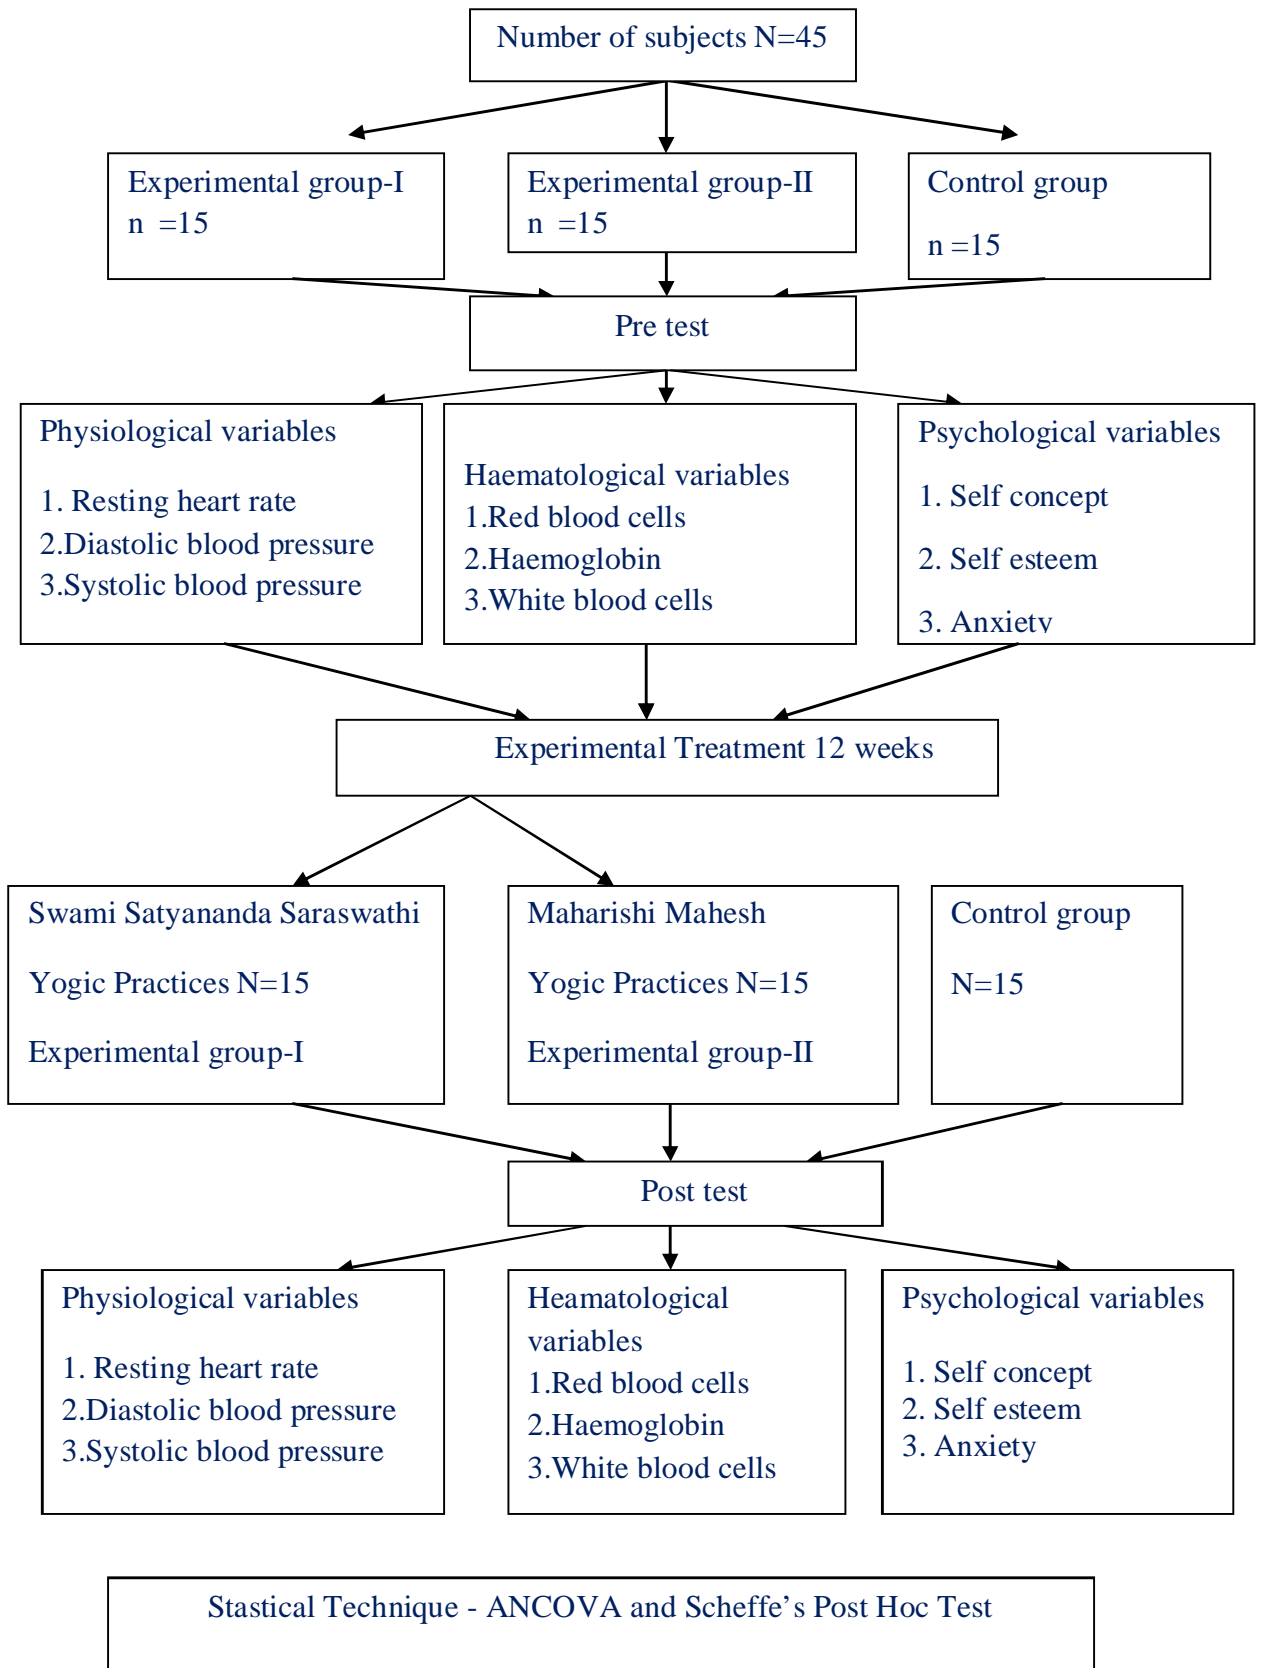 Number of subjects N=45
Experimental group-I
n =15
Experimental group-II
n =15
Control group
n =15
Pre test
Physiological variables
1. Resting heart rate
2.Diastolic blood pressure
3.Systolic blood pressure
Haematological variables
1.Red blood cells
2.Haemoglobin
3.White blood cells
Psychological variables
1. Self concept
2. Self esteem
3. Anxiety
Experimental Treatment 12 weeks
Swami Satyananda Saraswathi
Yogic Practices N=15
Experimental group-I
Maharishi Mahesh
Yogic Practices N=15
Experimental group-II
Control group
N=15
Post test
Physiological variables
1. Resting heart rate
2.Diastolic blood pressure
3.Systolic blood pressure
Heamatological
variables
1.Red blood cells
2.Haemoglobin
3.White blood cells
Psychological variables
1. Self concept
2. Self esteem
3. Anxiety
Stastical Technique - ANCOVA and Scheffe’s Post Hoc Test